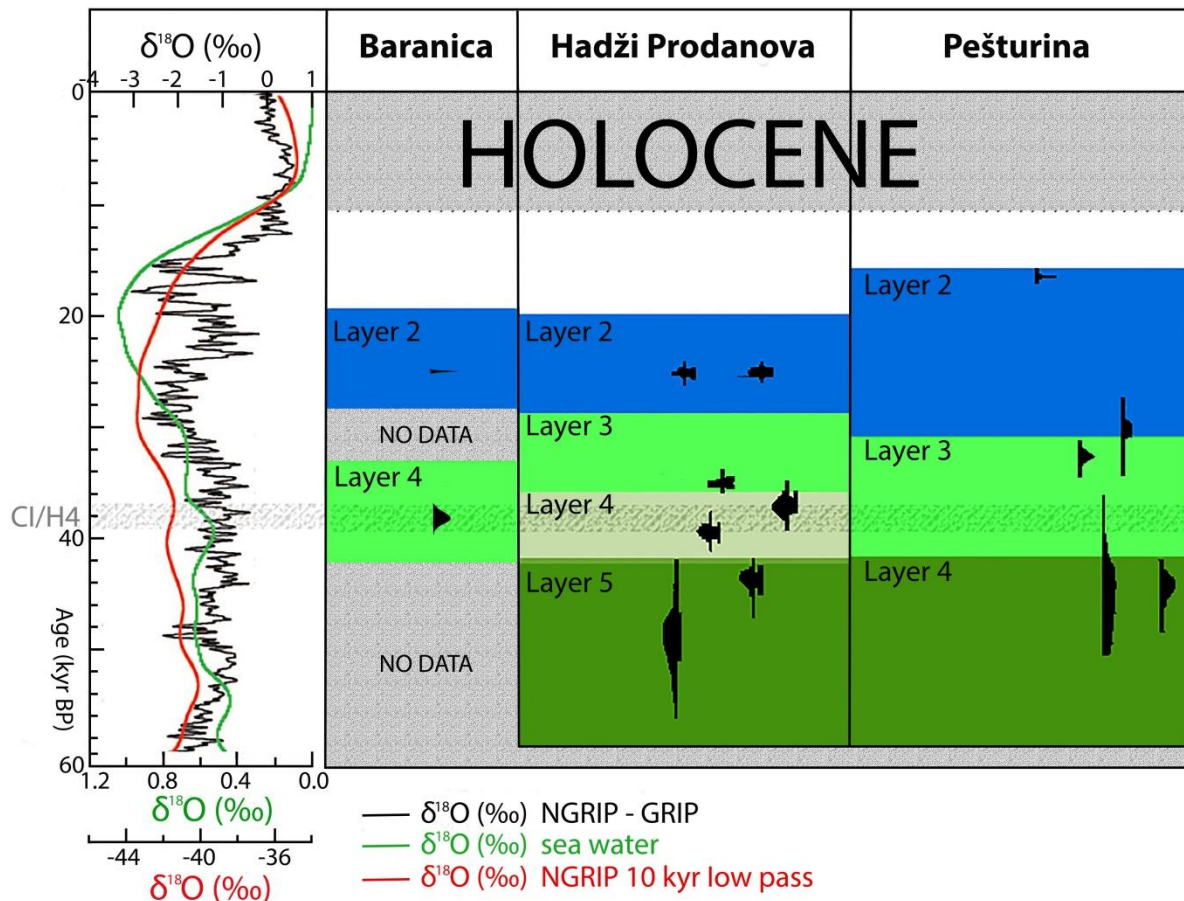 δ¹⁸O (‰)
-4 -3 -2 -1 0 1
Baranica
Hadži Prodanova
Pešturina
0
20
40
60
CI/H4
Age (kyr BP)
HOLOCENE
Layer 2
NO DATA
Layer 4
NO DATA
Layer 2
Layer 3
Layer 4
Layer 5
Layer 2
Layer 3
Layer 4
1.2 0.8 0.4 0.0
δ¹⁸O (‰)
-44 -40 -36
δ¹⁸O (‰)
δ¹⁸O (‰) NGRIP - GRIP
δ¹⁸O (‰) sea water
δ¹⁸O (‰) NGRIP 10 kyr low pass